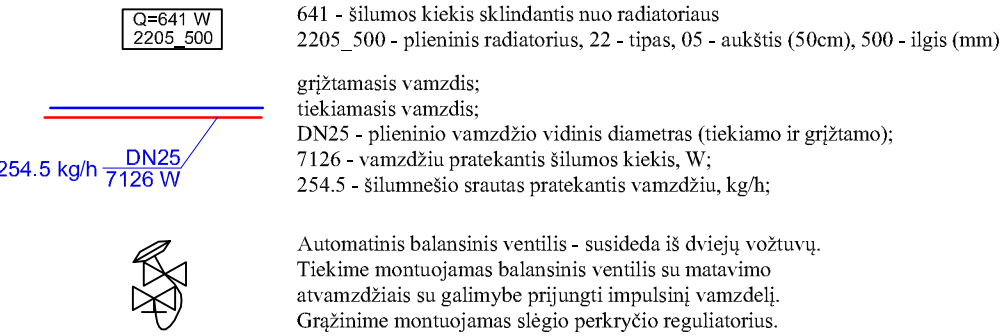 Q=641 W
2205_500
641 - šilumos kiekis sklindantis nuo radiatoriaus
2205_500 - plieninis radiatorius, 22 - tipas, 05 - aukštis (50cm), 500 - ilgis (mm)
grįžtamasis vamzdis;
tiekiamasis vamzdis;
DN25 - plieninio vamzdžio vidinis diametras (tiekiamo ir grįžtamo);
7126 - vamzdžiu pratekantis šilumos kiekis, W;
254.5 - šilumnešio srautas pratekantis vamzdžiu, kg/h;
254.5 kg/h
DN25
7126 W
Automatinis balansinis ventilis - susideda iš dviejų vožtuvų.
Tiekime montuojamas balansinis ventilis su matavimo
atvamzdžiais su galimybe prijungti impulsinį vamzdelį.
Grąžinime montuojamas slėgio perkryčio reguliatorius.